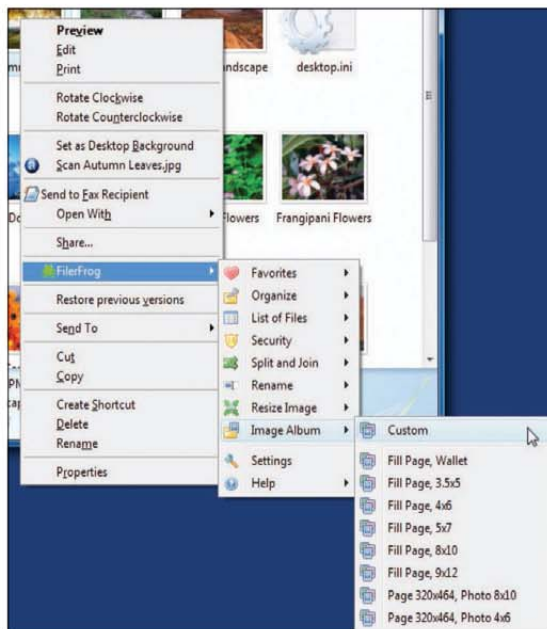 Preview
Edit
Print
Rotate Clockwise
Rotate Counterclockwise
Set as Desktop Background
Scan Autumn Leaves.jpg
Send to Fax Recipient
Open With
Share...
FilerFrog
Restore previous versions
Send To
Cut
Copy
Create Shortcut
Delete
Rename
Properties
desktop.ini
Flowers
Frangipani Flowers
Favorites
Organize
List of Files
Security
Split and Join
Rename
Resize Image
Image Album
Settings
Help
Custom
Fill Page, Wallet
Fill Page, 3.5x5
Fill Page, 4x6
Fill Page, 5x7
Fill Page, 8x10
Fill Page, 9x12
Page 320x464, Photo 8x10
Page 320x464, Photo 4x6